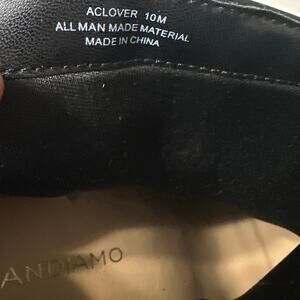 ACLOVER 10M
ALL MAN MADE MATERIAL
MADE IN CHINA
ANDIAMO